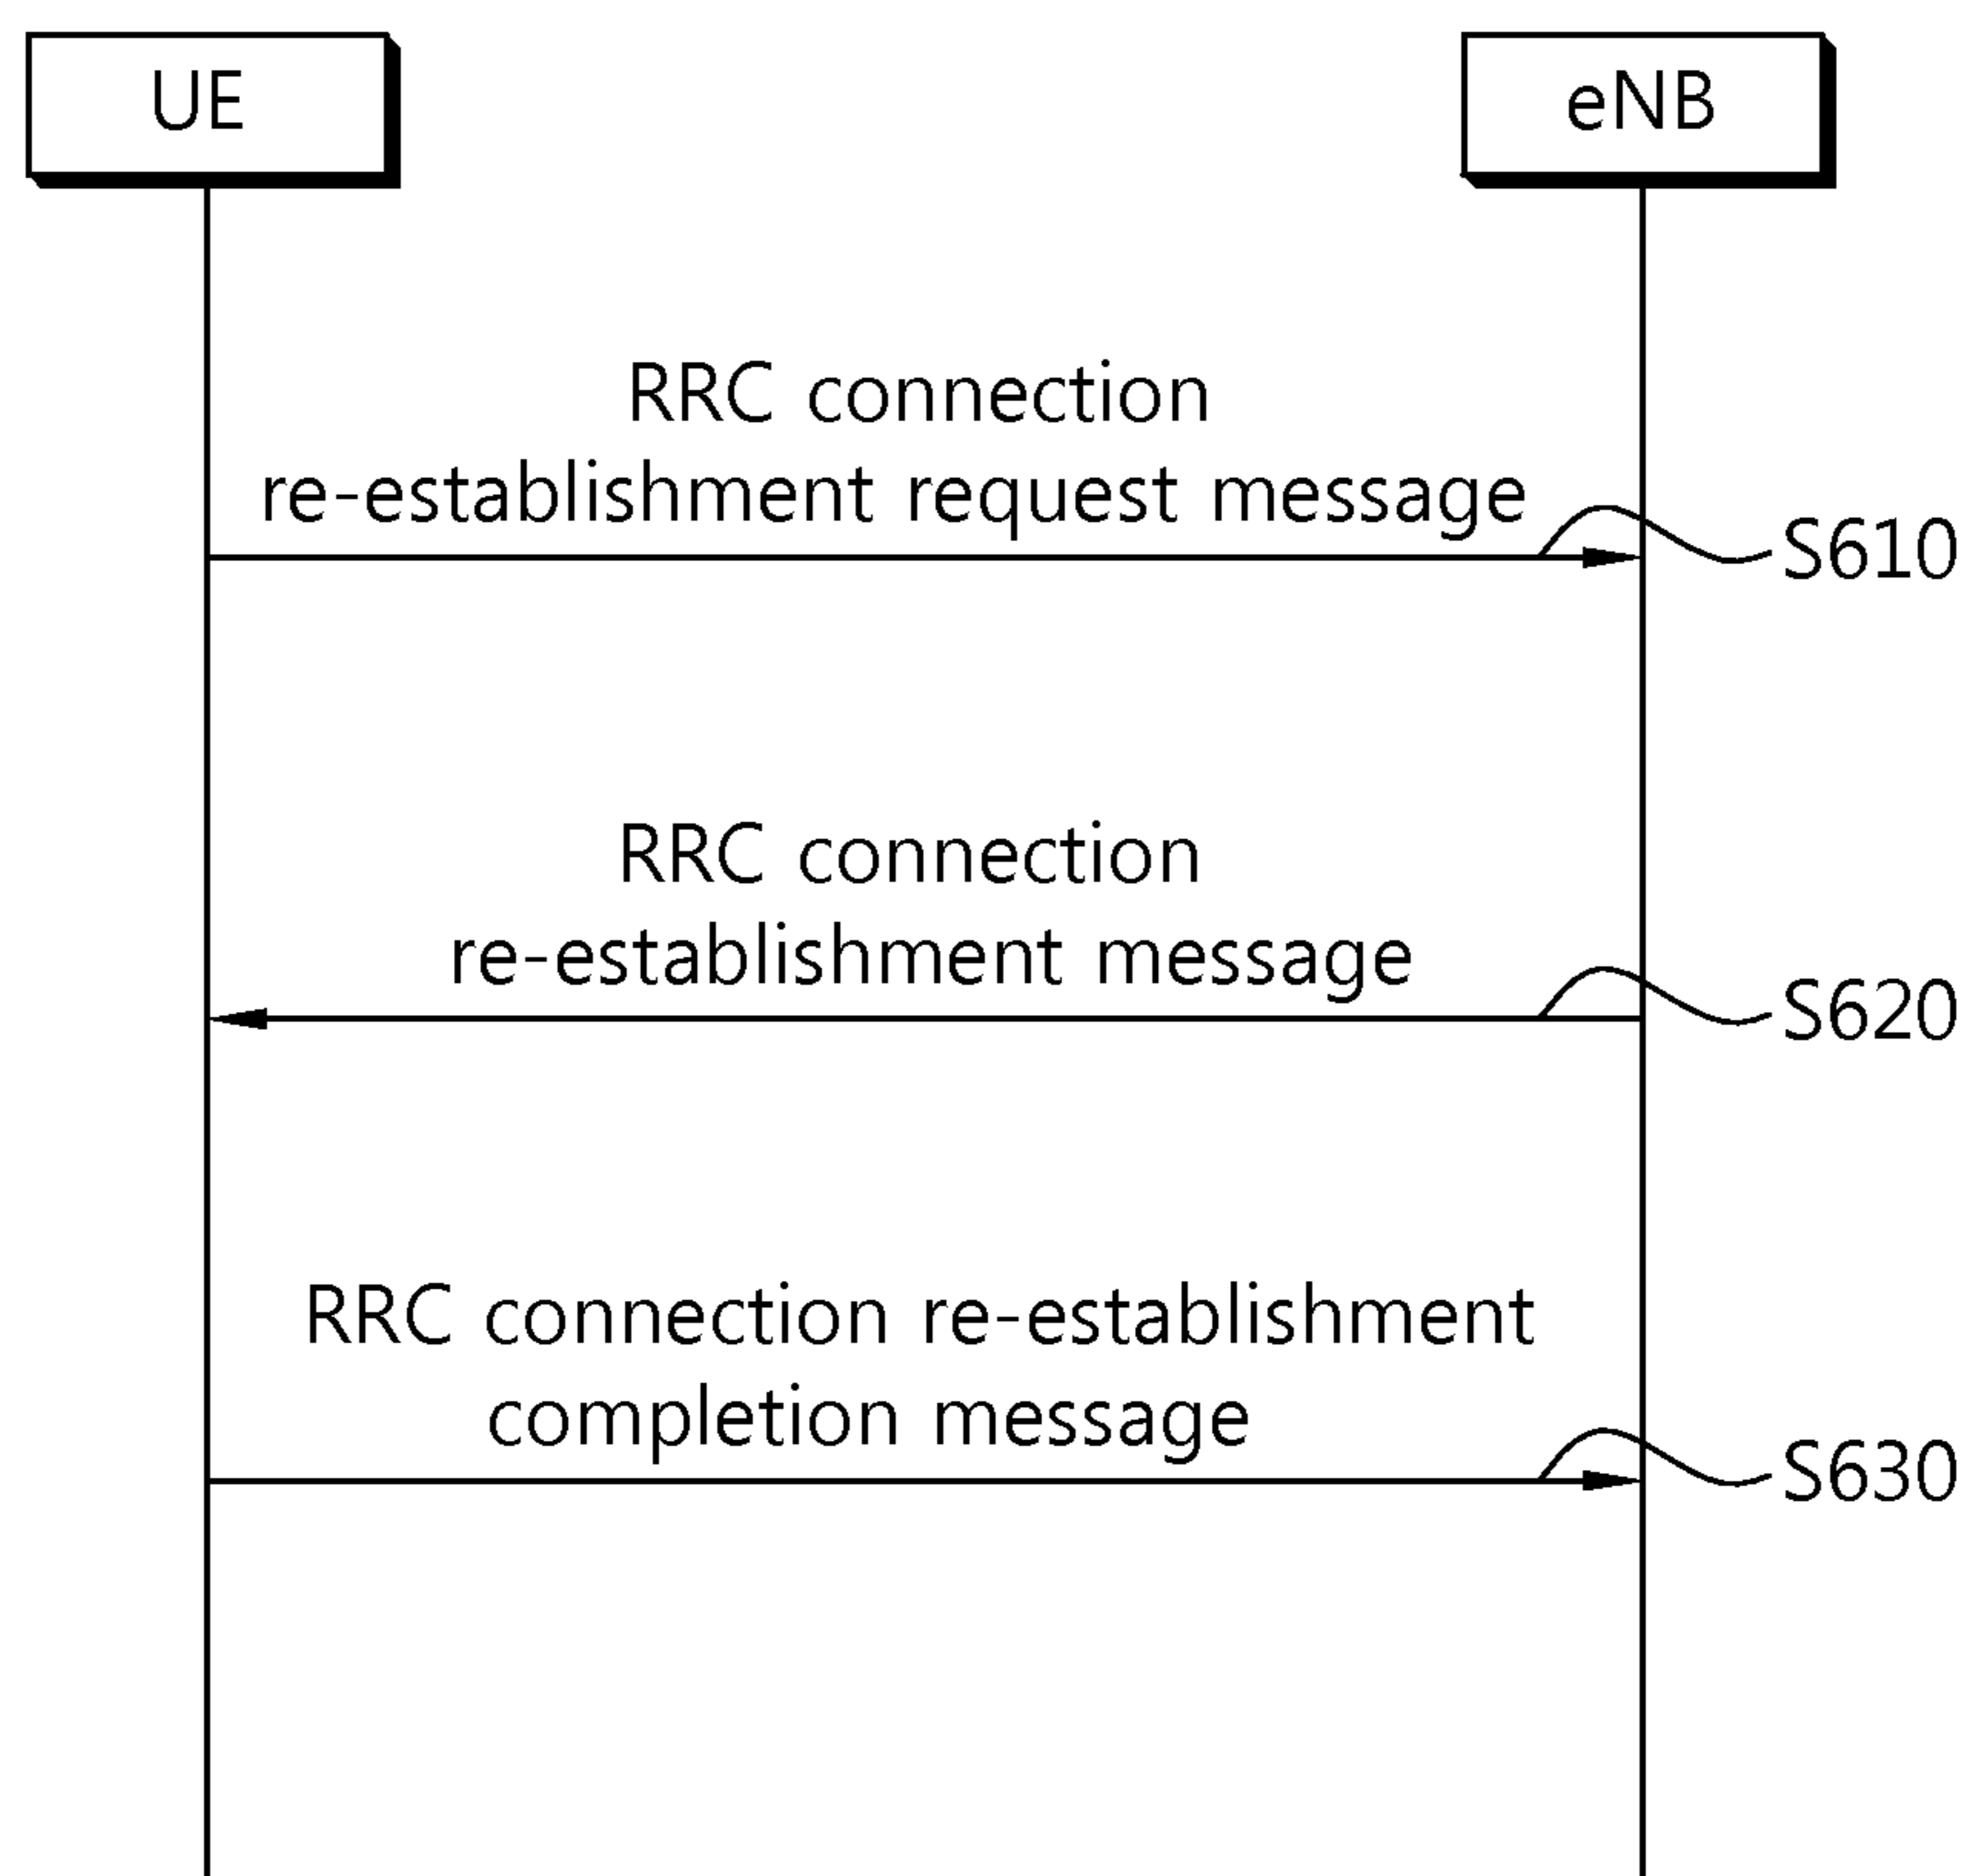 UE
eNB
RRC connection
re-establishment request message
S610
RRC connection
re-establishment message
S620
RRC connection re-establishment
completion message
S630